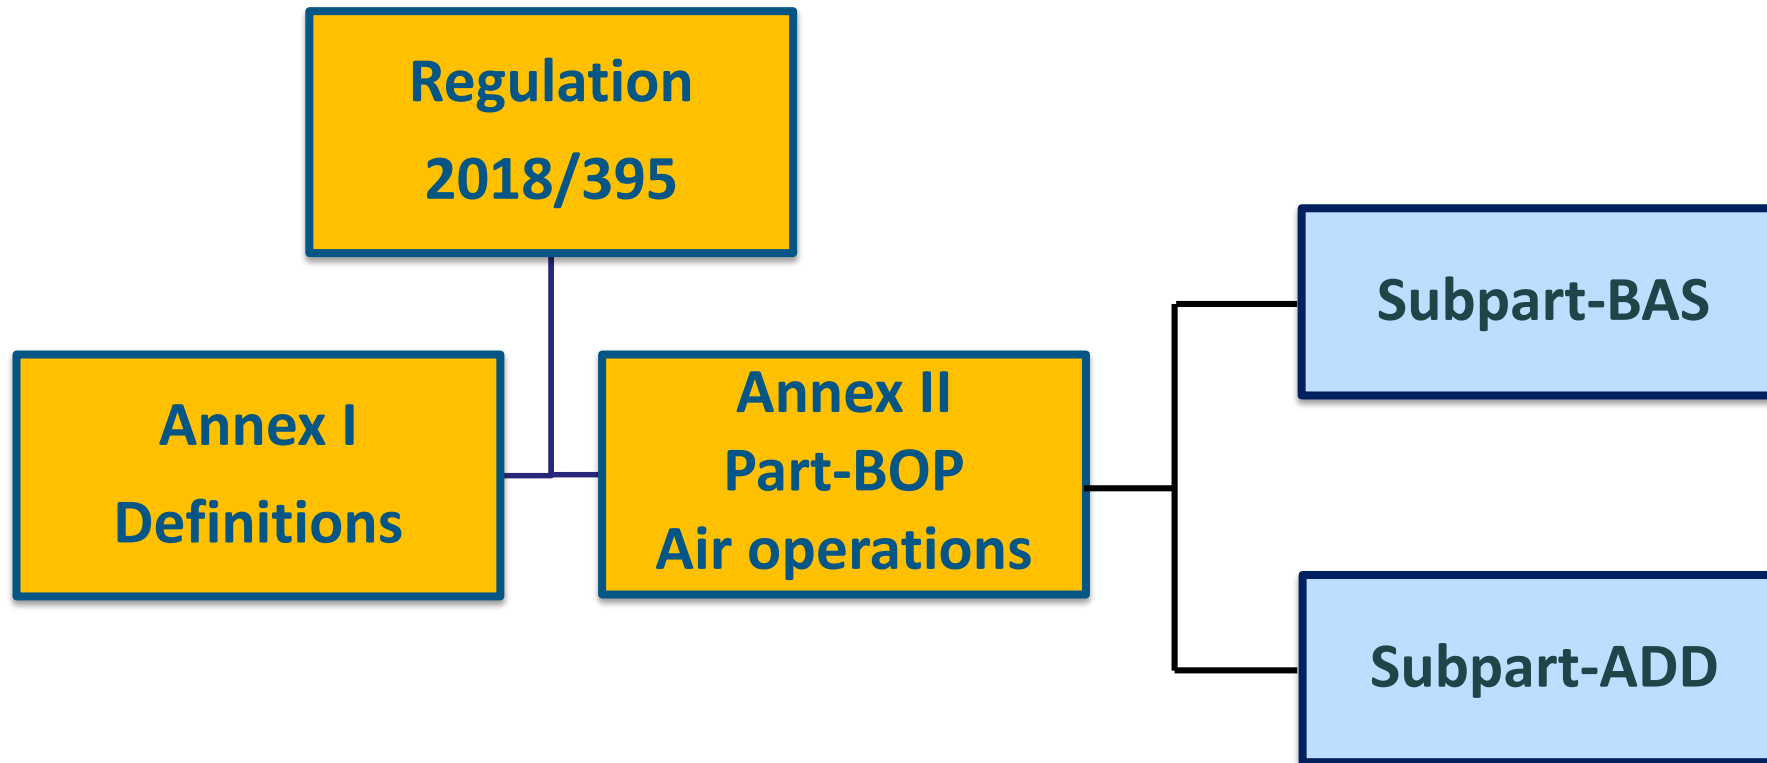 Regulation
2018/395
Annex I
Definitions
Annex II
Part-BOP
Air operations
Subpart-BAS
Subpart-ADD